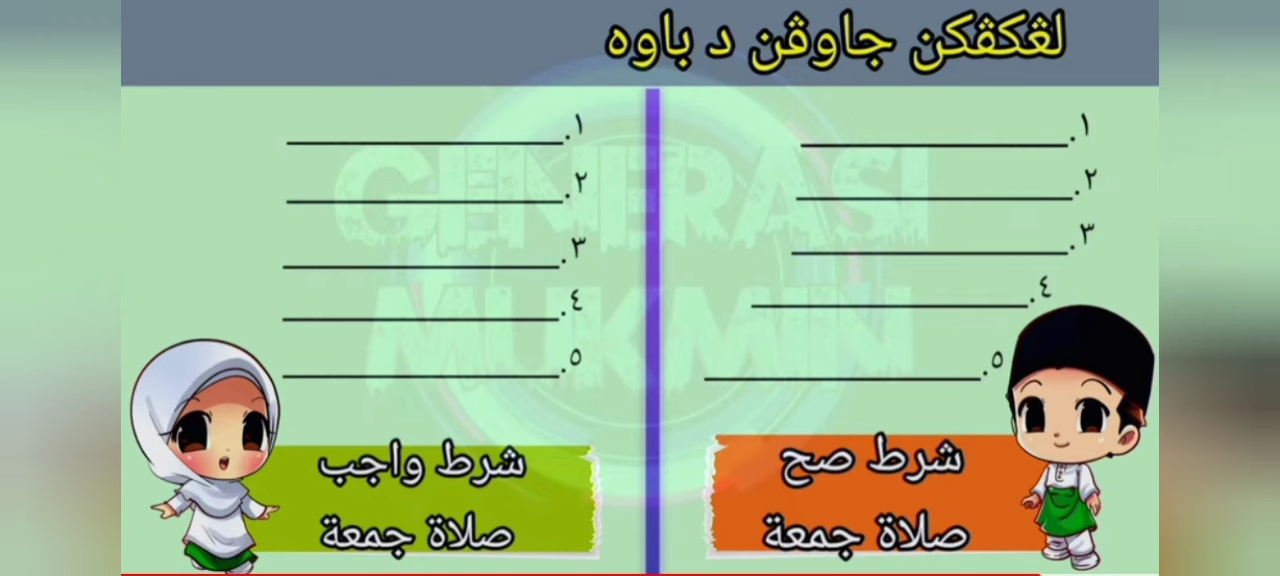 لڠکڤکن جاوڤن د باوه
١.
٢.
٣.
٤.
٥.
شرط صح
صلاة جمعة
١.
٢.
٣.
٤.
٥.
شرط واجب
صلاة جمعة
GENERASI
MUKMIN